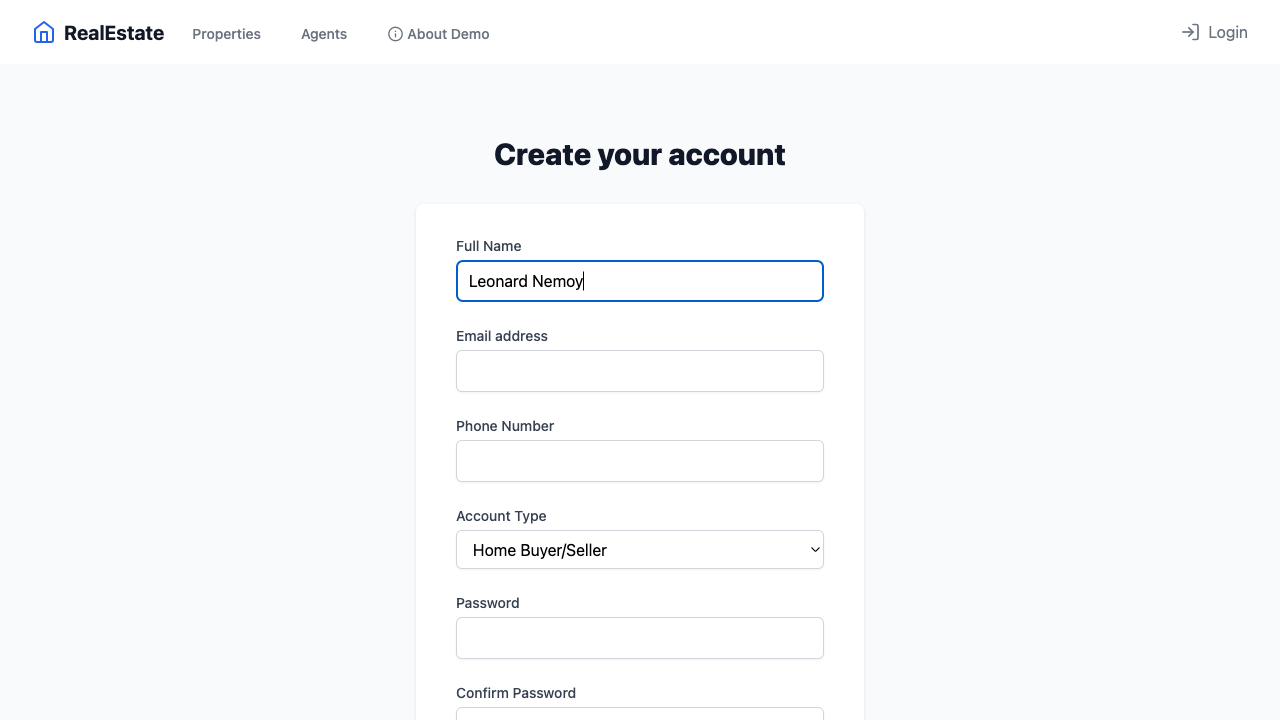 RealEstate Properties Agents About Demo Login
Create your account
Full Name
Leonard Nemoy
Email address
Phone Number
Account Type
Home Buyer/Seller
Password
Confirm Password